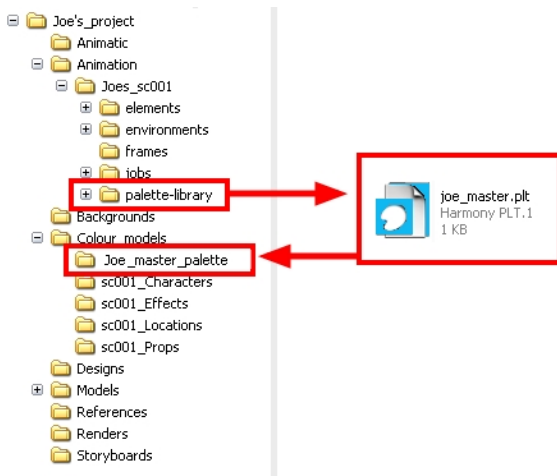 Joe's_project
Animatic
Animation
Joes_sc001
elements
environments
frames
jobs
palette-library
Backgrounds
Colour_models
Joe_master_palette
sc001_Characters
sc001_Effects
sc001_Locations
sc001_Props
Designs
Models
References
Renders
Storyboards
joe_master.plt
Harmony PLT.1
1 KB